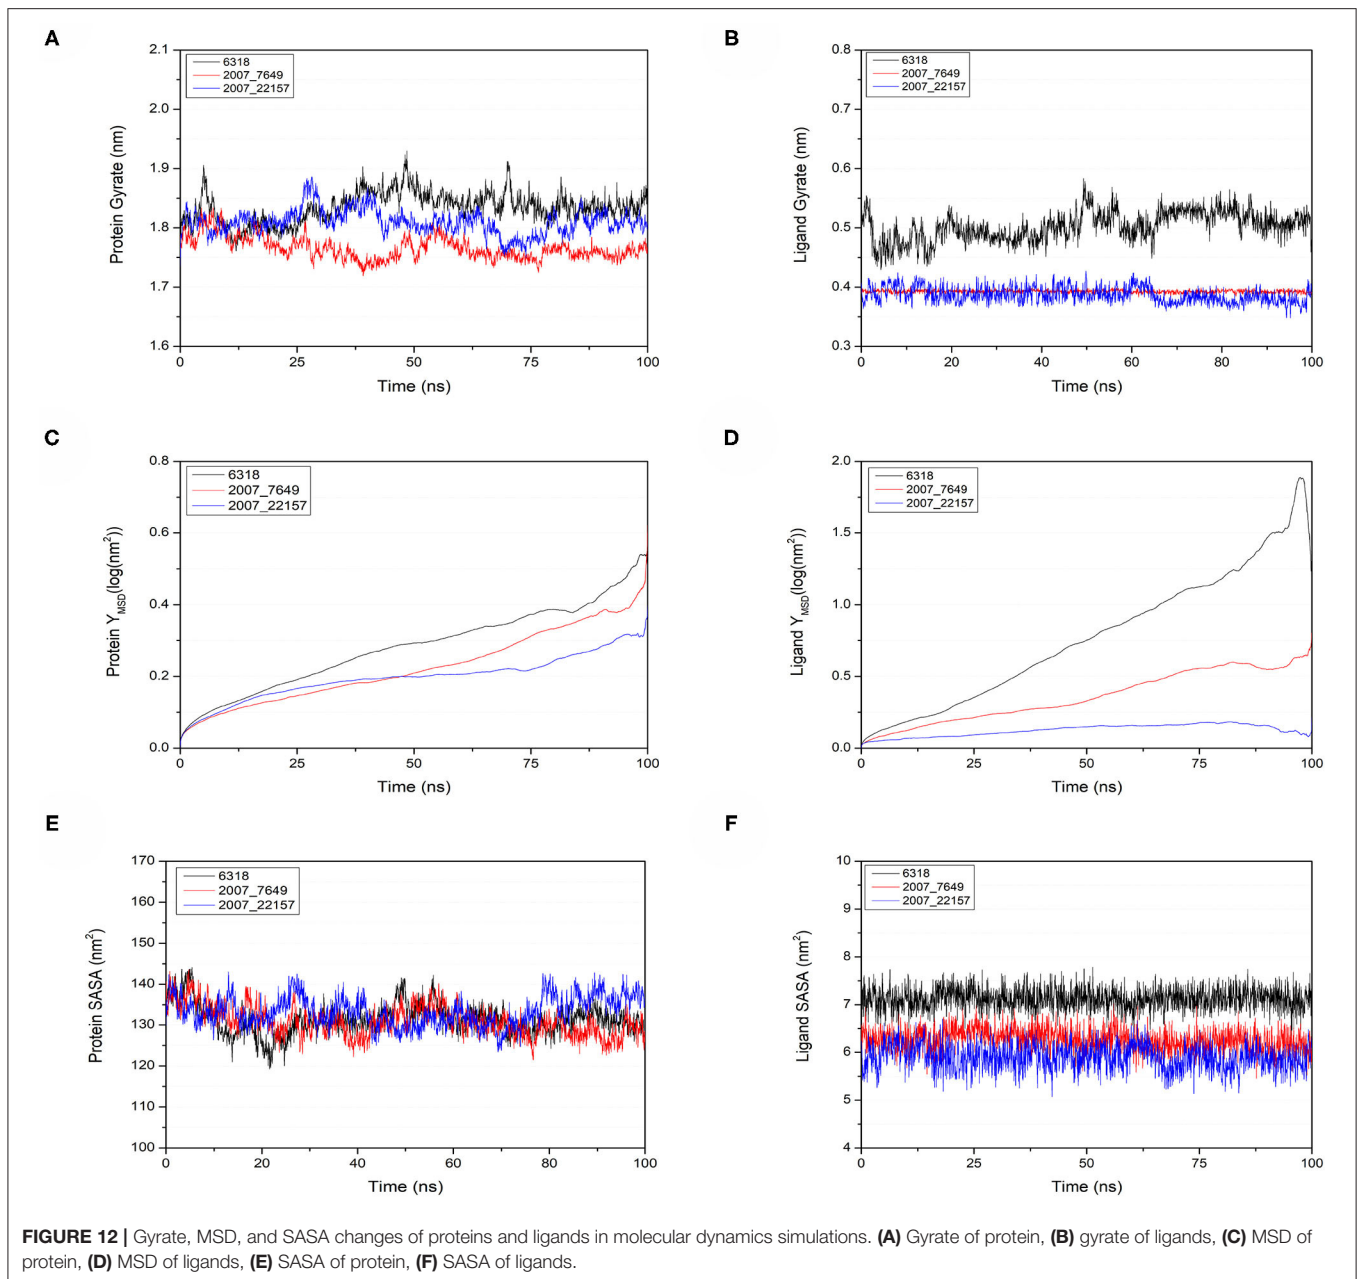 A
2.1
2.0
1.9
1.8
1.7
1.6
Protein Gyrate (nm)
6318
2007_7649
2007_22157
0 25 50 75 100
Time (ns)
B
0.8
0.7
0.6
0.5
0.4
0.3
Ligand Gyrate (nm)
6318
2007_7649
2007_22157
0 20 40 60 80 100
Time (ns)
C
0.8
0.6
0.4
0.2
0.0
Protein Y_MSD(log(nm²))
6318
2007_7649
2007_22157
0 25 50 75 100
Time (ns)
D
2.0
1.5
1.0
0.5
0.0
Ligand Y_MSD(log(nm²))
6318
2007_7649
2007_22157
0 25 50 75 100
Time (ns)
E
170
160
150
140
130
120
110
100
Protein SASA (nm²)
6318
2007_7649
2007_22157
0 20 40 60 80 100
Time (ns)
F
10
9
8
7
6
5
4
Ligand SASA (nm²)
6318
2007_7649
2007_22157
0 25 50 75 100
Time (ns)
FIGURE 12 | Gyrate, MSD, and SASA changes of proteins and ligands in molecular dynamics simulations. (A) Gyrate of protein, (B) gyrate of ligands, (C) MSD of
protein, (D) MSD of ligands, (E) SASA of protein, (F) SASA of ligands.